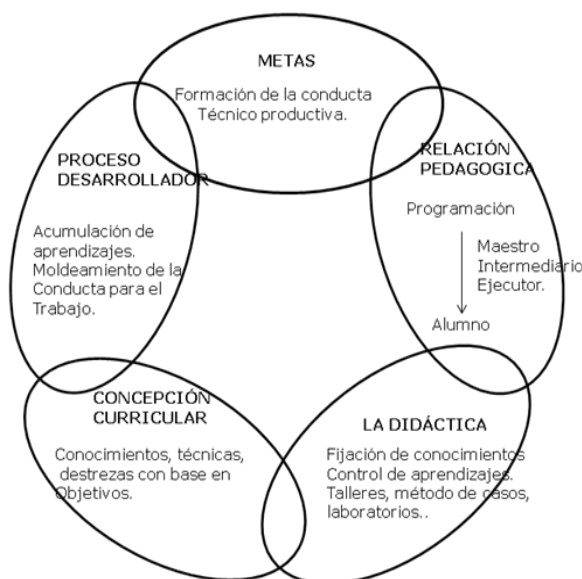 METAS
Formación de la conducta
Técnico productiva.
RELACIÓN
PEDAGOGICA
Programación
Maestro
Intermediario
Ejecutor.
Alumno
LA DIDÁCTICA
Fijación de conocimientos
Control de aprendizajes.
Talleres, método de casos,
laboratorios..
CONCEPCIÓN
CURRICULAR
Conocimientos, técnicas,
destrezas con base en
Objetivos.
PROCESO
DESARROLLADOR
Acumulación de
aprendizajes.
Moldeamiento de la
Conducta para el
Trabajo.